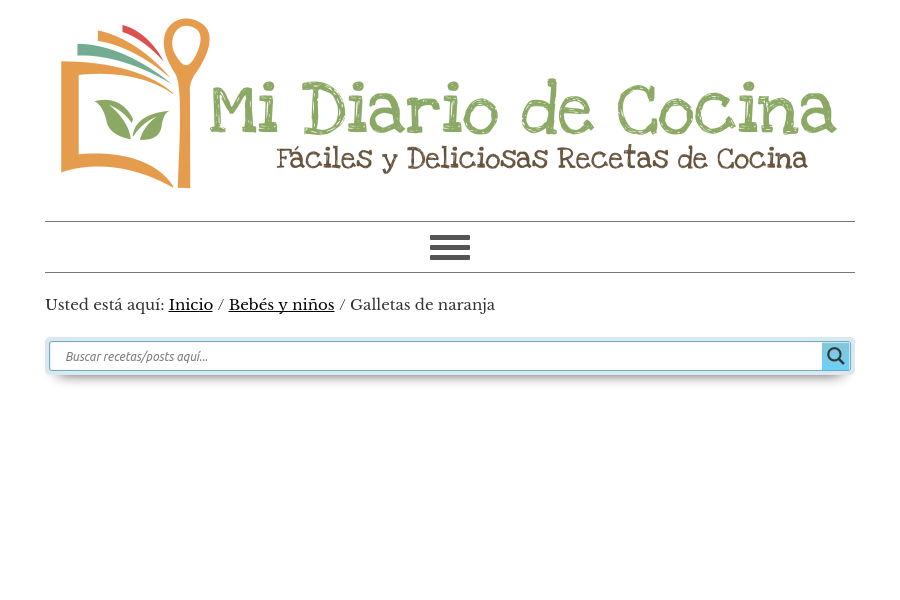 Mi Diario de Cocina
Fáciles y Deliciosas Recetas de Cocina
Usted está aquí: Inicio / Bebés y niños / Galletas de naranja
Buscar recetas/posts aquí...